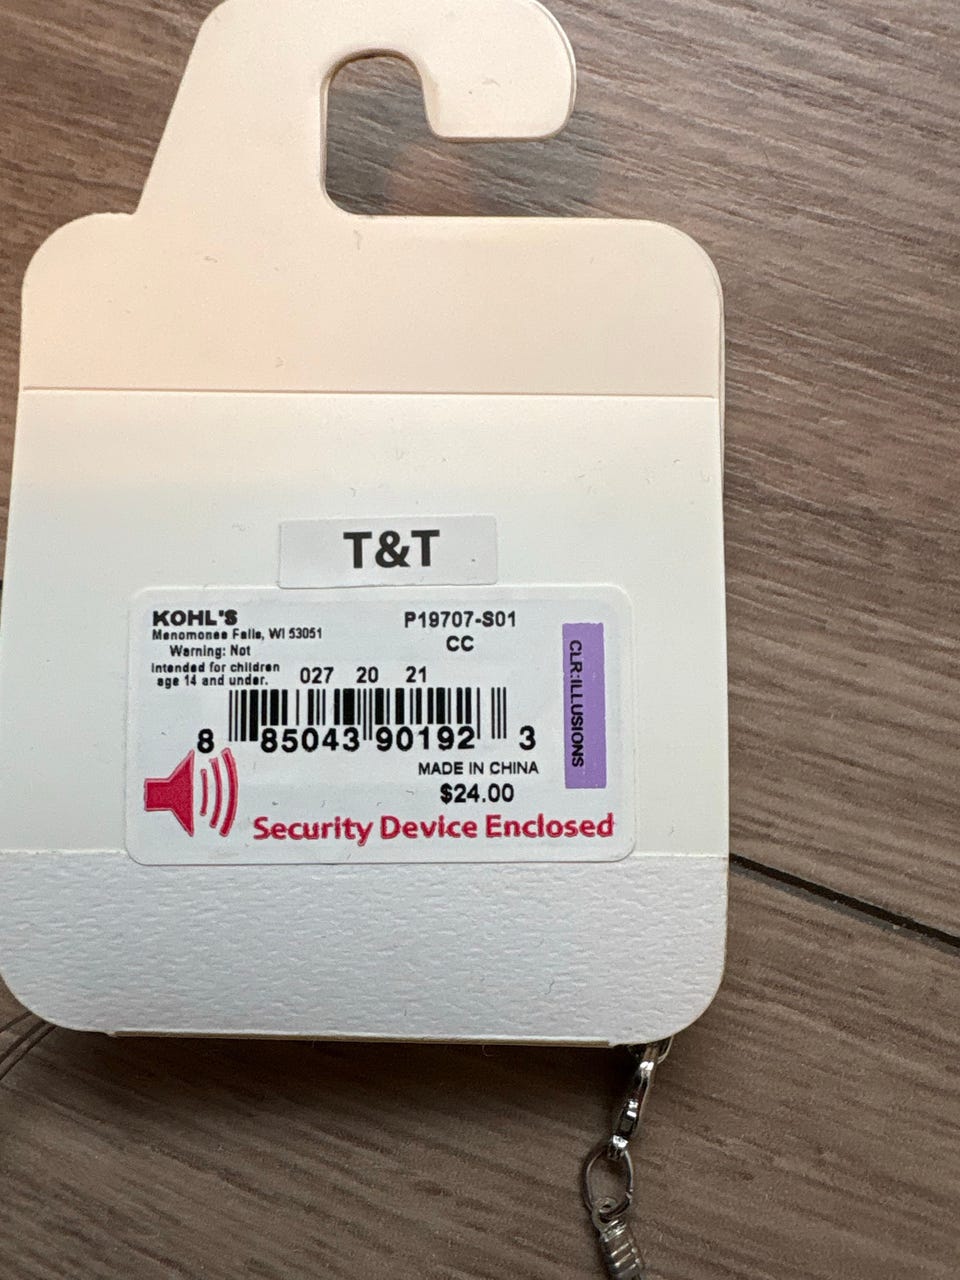 T&T
KOHL'S
Menomonee Falls, WI 53051
Warning: Not
intended for children
age 14 and under.
P19707-S01
CC
027 20 21
8 85043 90192 3
MADE IN CHINA
$24.00
Security Device Enclosed
CLR:ILLUSIONS